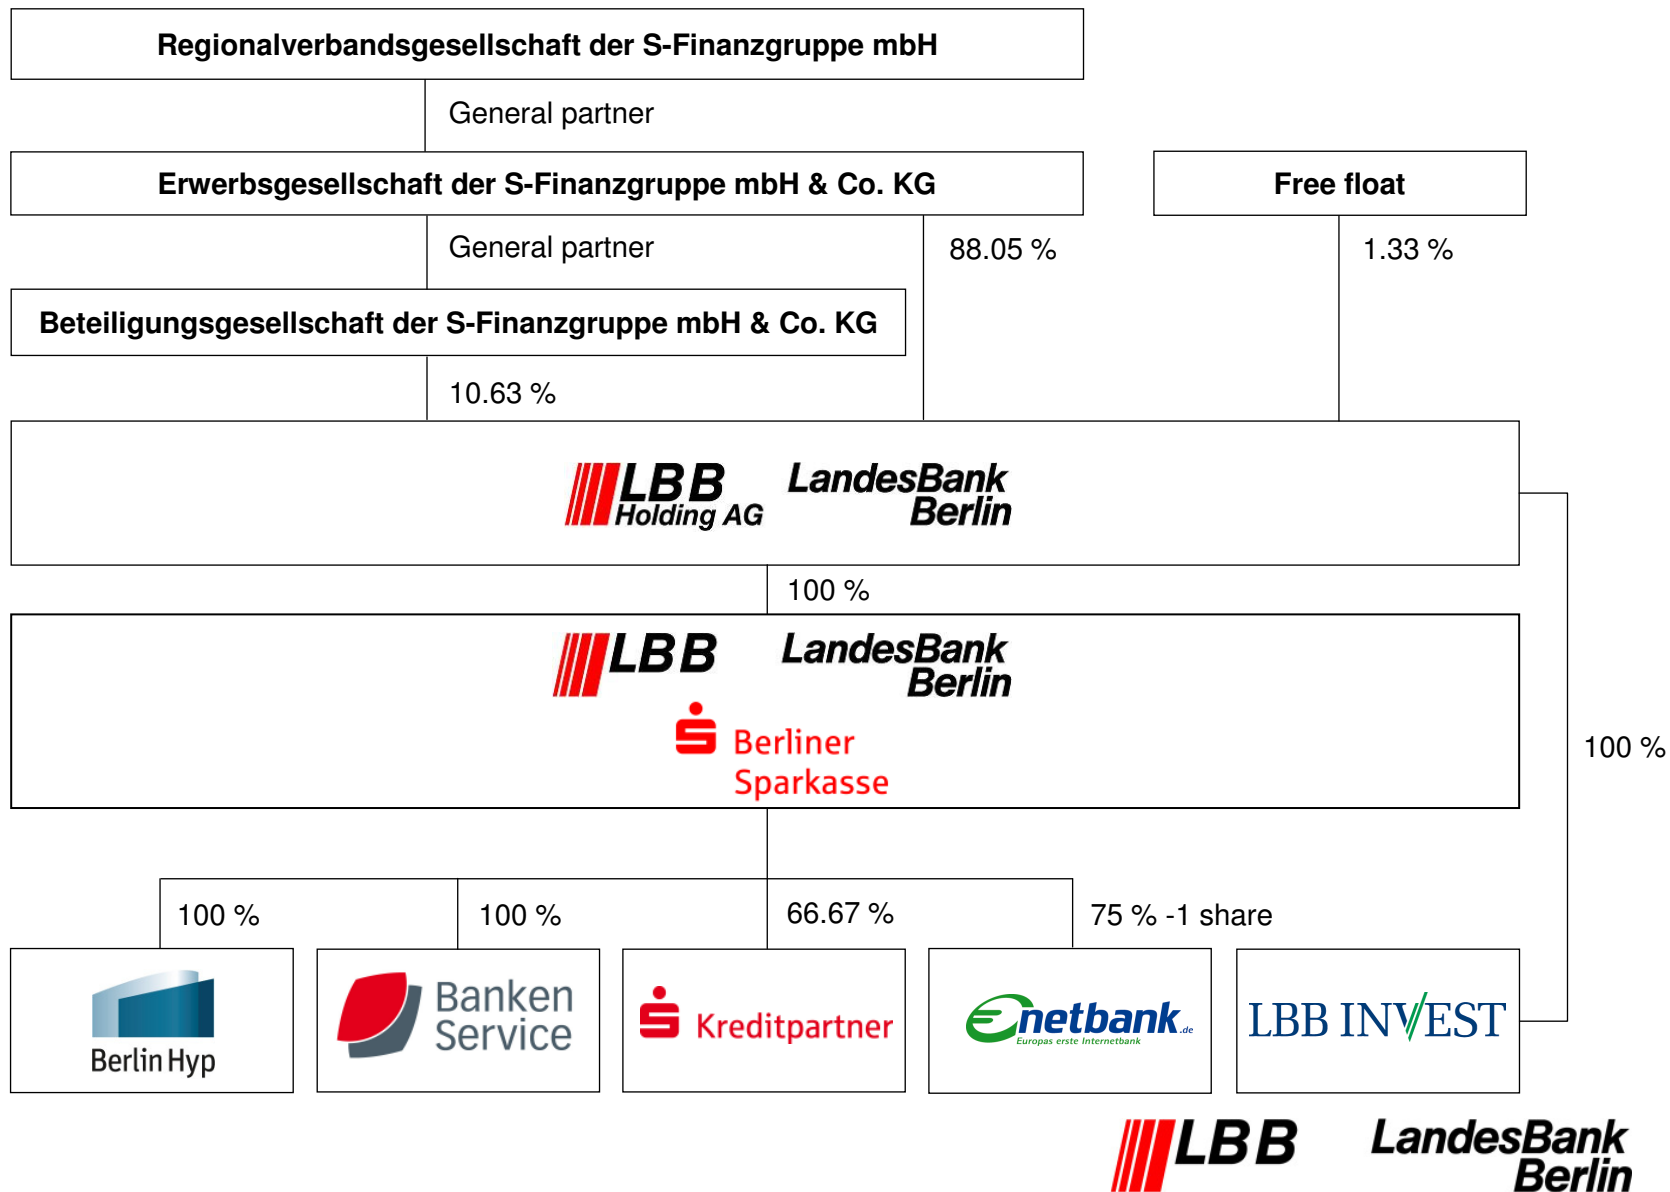 Regionalverbandsgesellschaft der S-Finanzgruppe mbH
General partner
Erwerbsgesellschaft der S-Finanzgruppe mbH & Co. KG
Free float
General partner
88.05 %
1.33 %
Beteiligungsgesellschaft der S-Finanzgruppe mbH & Co. KG
10.63 %
LBB
Holding AG
LandesBank
Berlin
100 %
LBB
LandesBank
Berlin
Berliner
Sparkasse
100 %
100 %
100 %
66.67 %
75 % -1 share
Berlin Hyp
Banken
Service
Kreditpartner
netbank.de
Europas erste Internetbank
LBB INVEST
LBB
LandesBank
Berlin